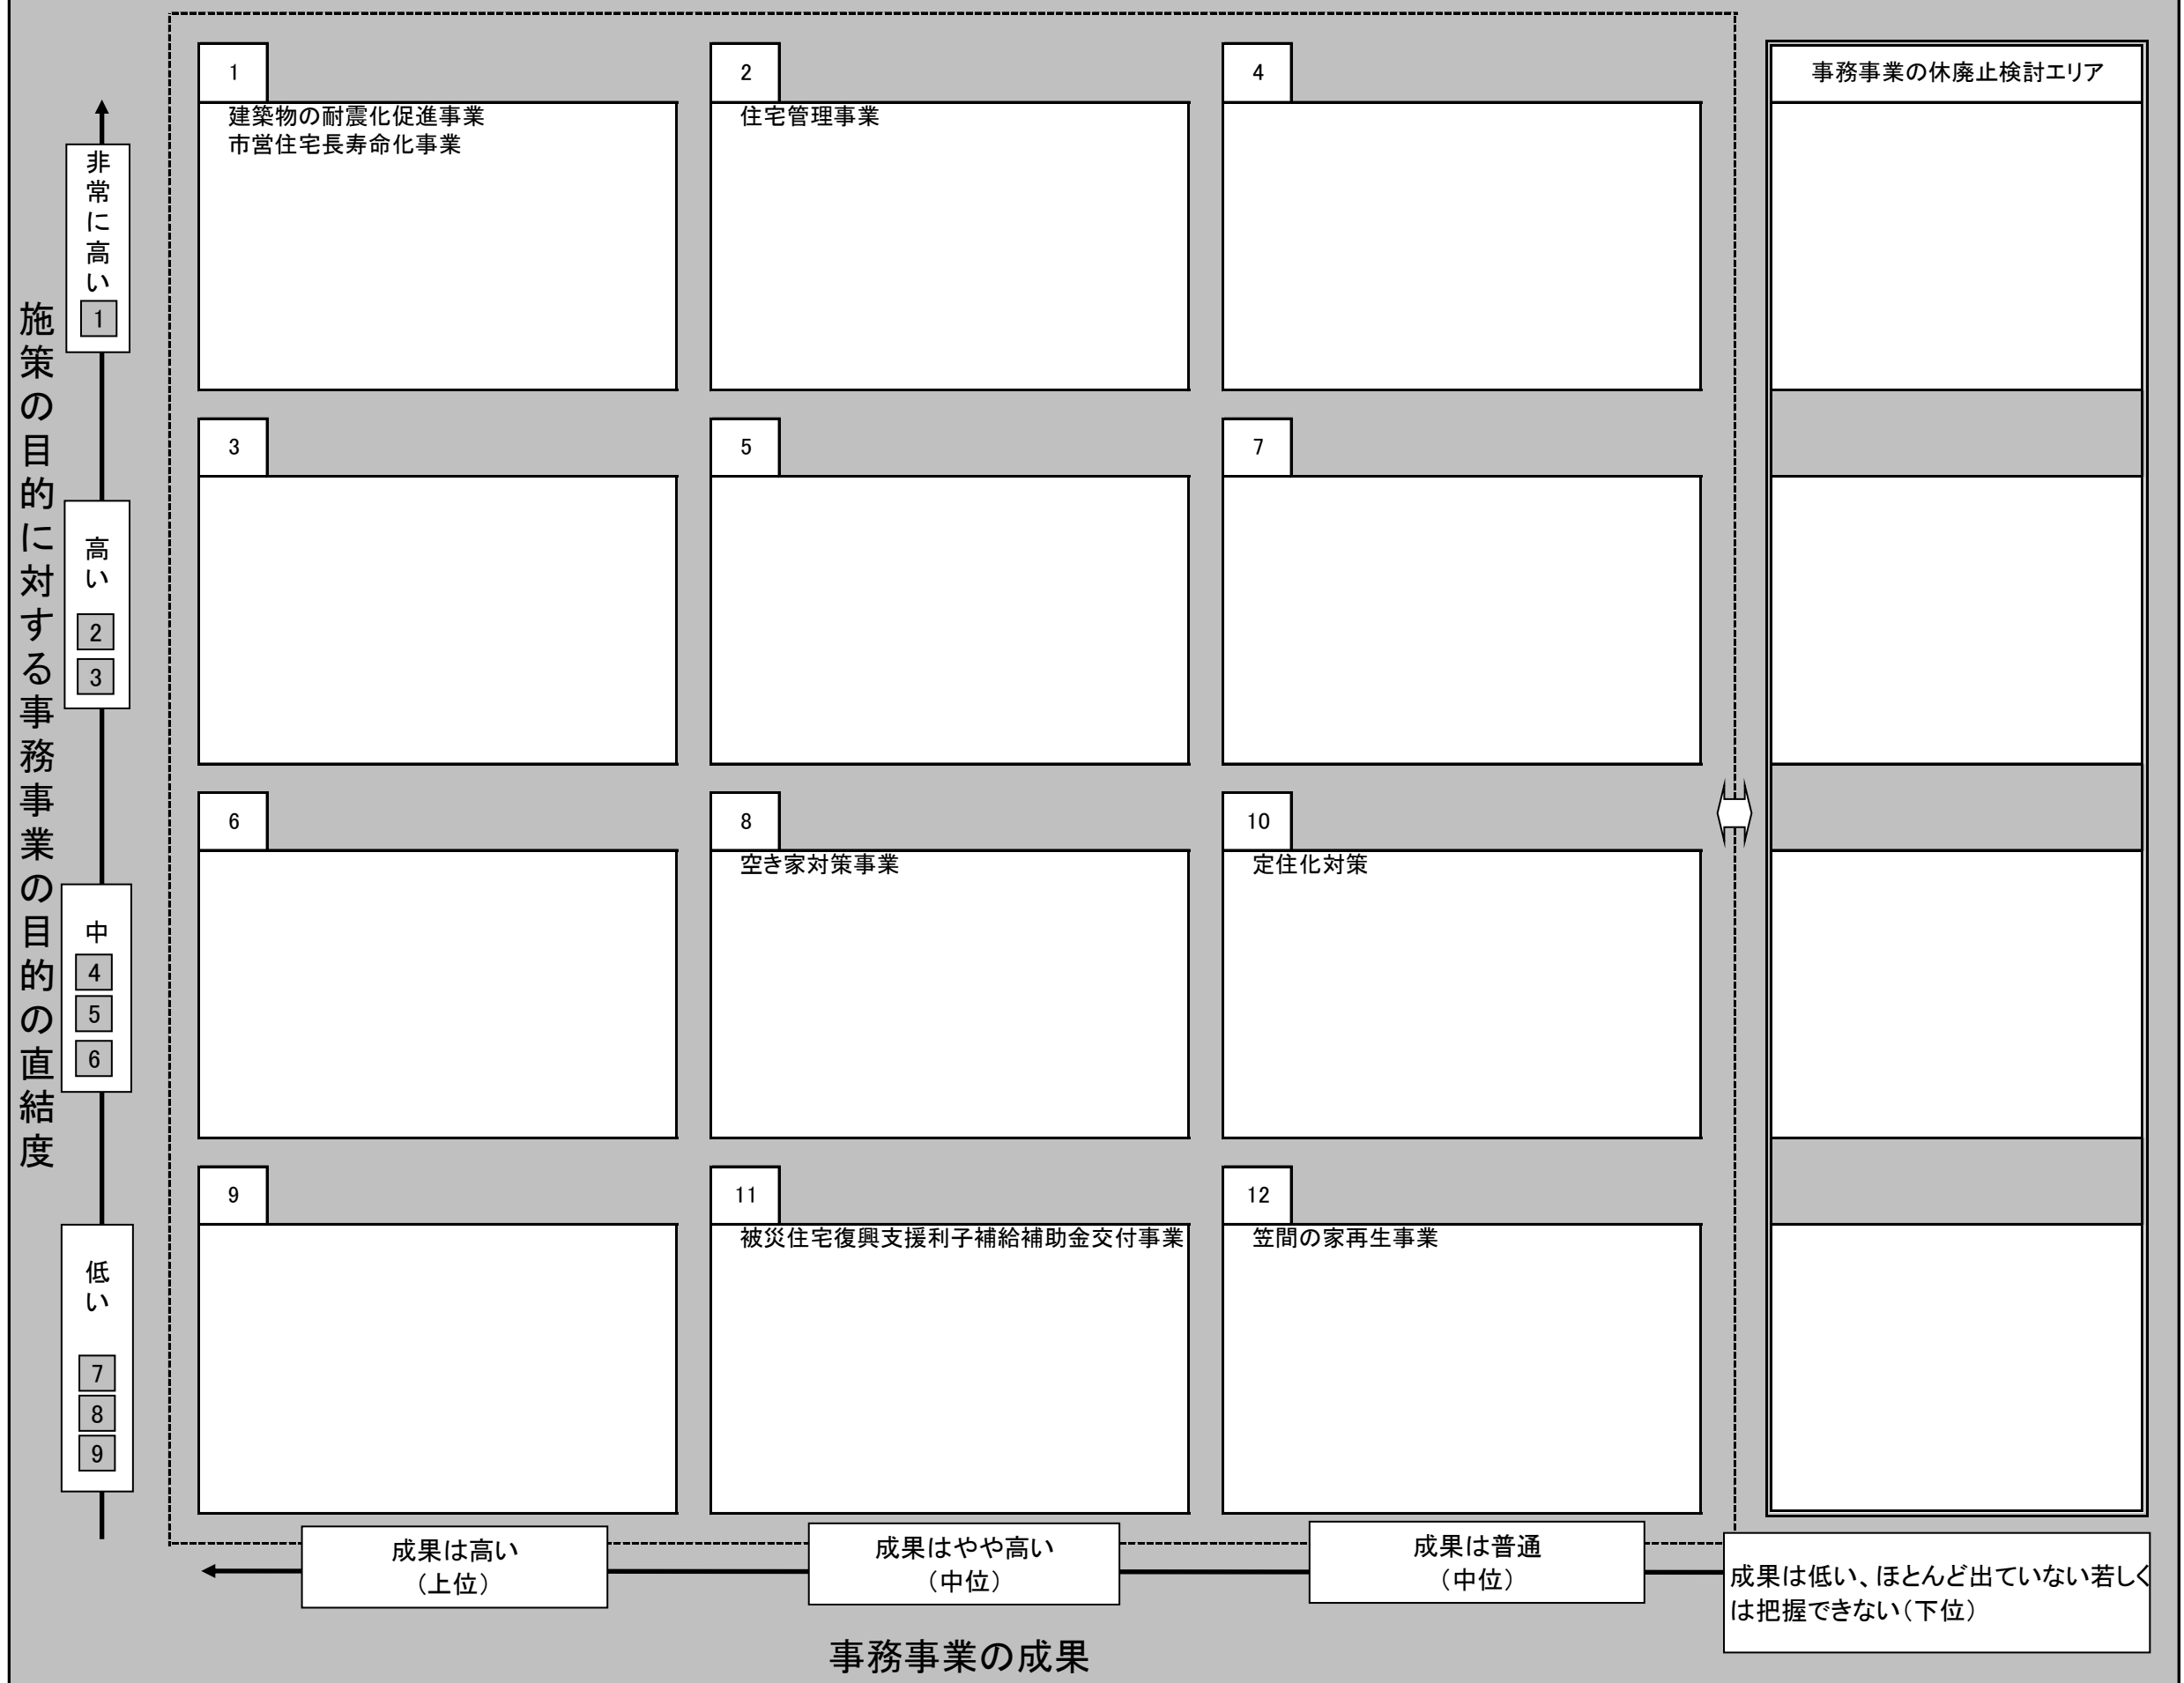 施策の目的に対する事務事業の目的の直結度
非常に高い
1
高い
2
3
中
4
5
6
低い
7
8
9
1
建築物の耐震化促進事業
市営住宅長寿命化事業
2
住宅管理事業
4
事務事業の休廃止検討エリア
3
5
7
6
8
空き家対策事業
10
定住化対策
9
11
被災住宅復興支援利子補給補助金交付事業
12
笠間の家再生事業
成果は高い
（上位）
成果はやや高い
（中位）
成果は普通
（中位）
成果は低い、ほとんど出ていない若しく
は把握できない（下位）
事務事業の成果